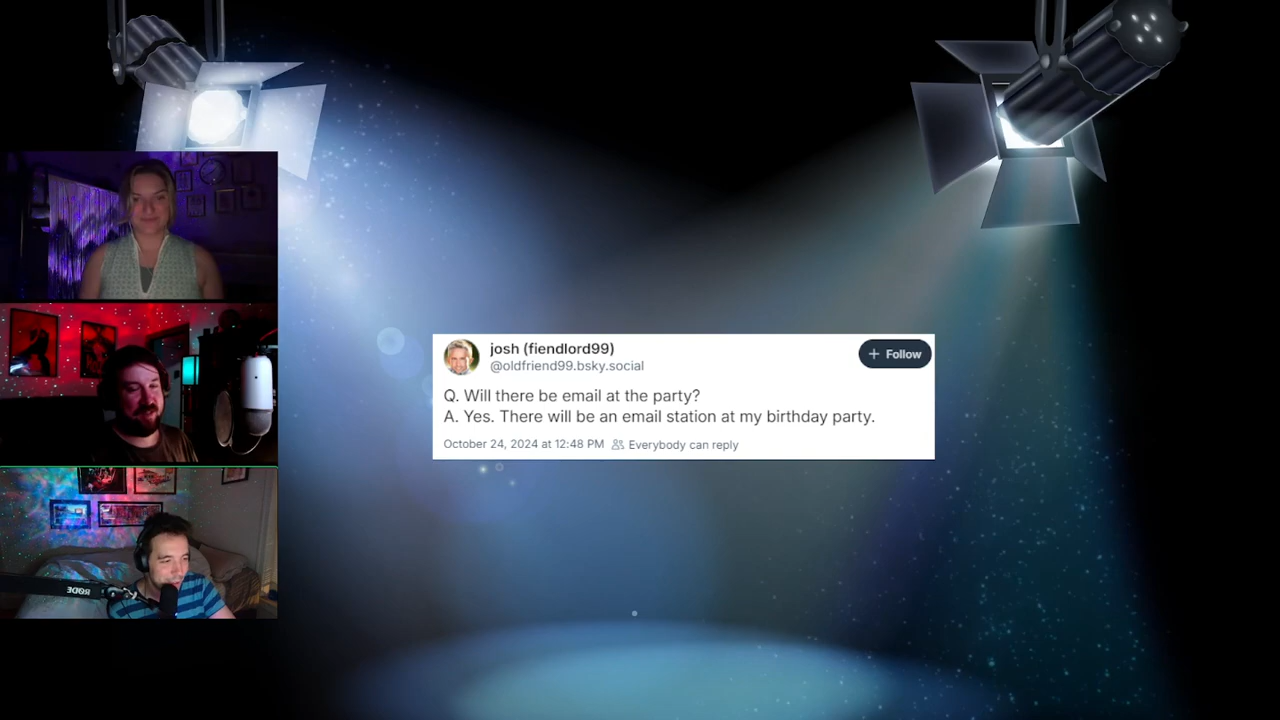 josh (fiendlord99)
@oldfriend99.bsky.social
+ Follow
Q. Will there be email at the party?
A. Yes. There will be an email station at my birthday party.
October 24, 2024 at 12:48 PM Everybody can reply
RØDE